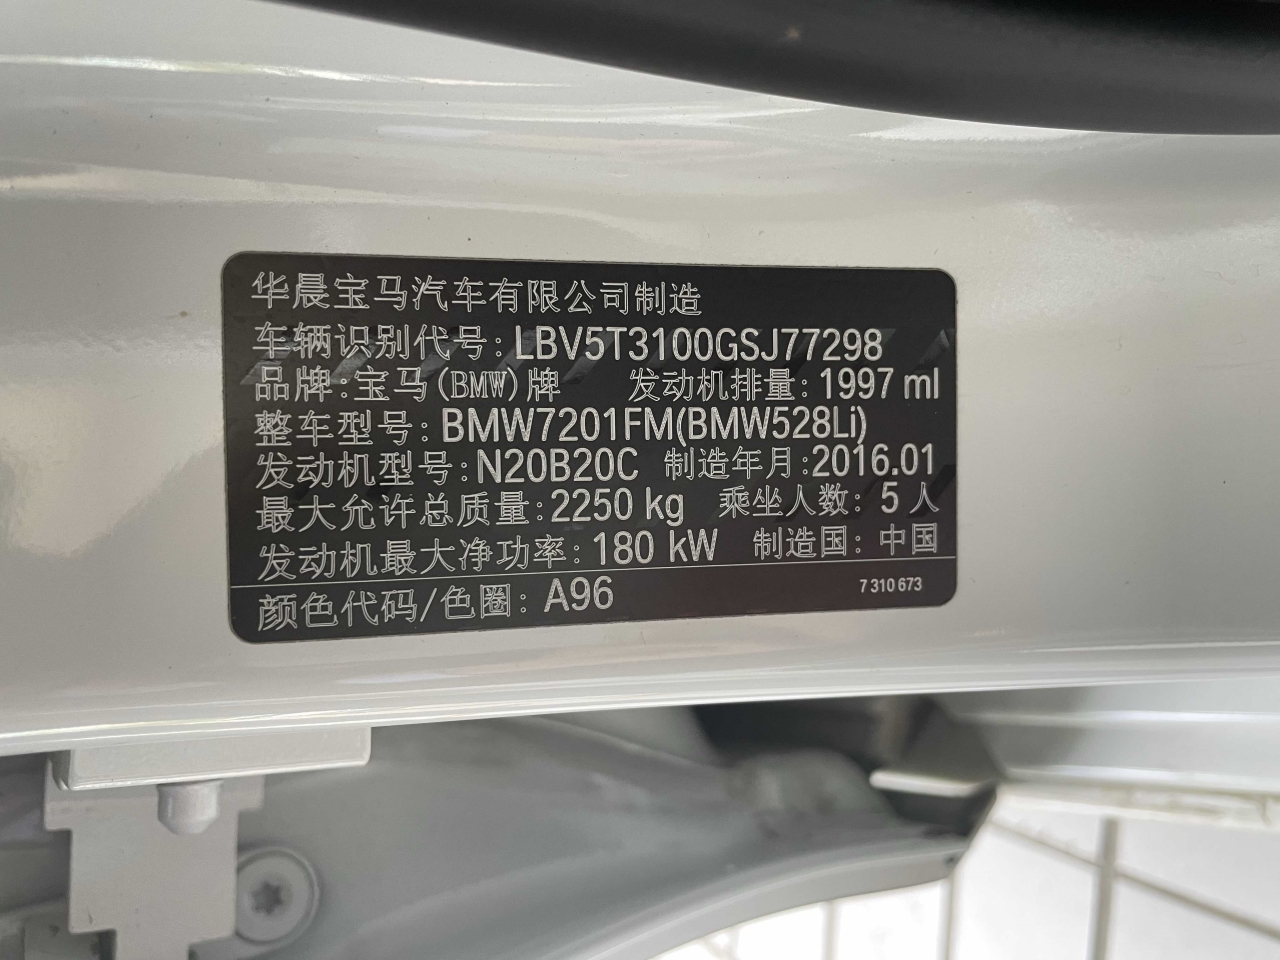 华晨宝马汽车有限公司制造
车辆识别代号: LBV5T3100GSJ77298
品牌:宝马(BMW)牌 发动机排量: 1997 ml
整车型号: BMW7201FM(BMW528Li)
发动机型号: N20B20C 制造年月:2016.01
最大允许总质量:2250 kg 乘坐人数: 5 人
发动机最大净功率: 180 kW 制造国: 中国
颜色代码/色圈: A96 7 310 673